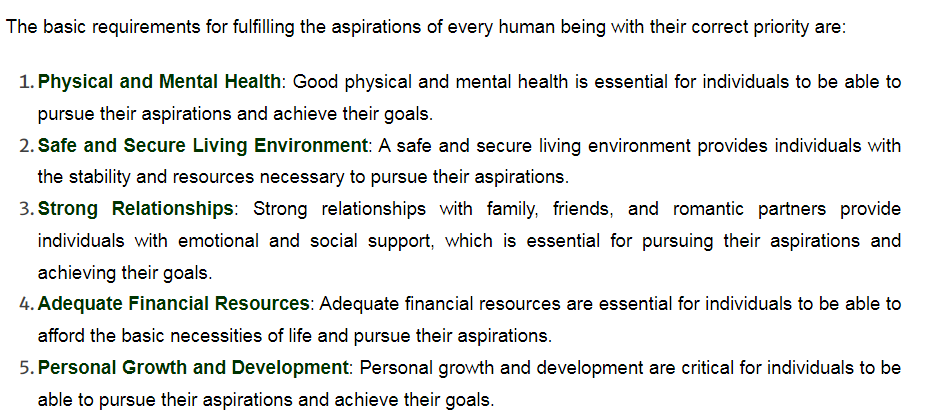 The basic requirements for fulfilling the aspirations of every human being with their correct priority are:
1. Physical and Mental Health: Good physical and mental health is essential for individuals to be able to
pursue their aspirations and achieve their goals.
2. Safe and Secure Living Environment: A safe and secure living environment provides individuals with
the stability and resources necessary to pursue their aspirations.
3. Strong Relationships: Strong relationships with family, friends, and romantic partners provide
individuals with emotional and social support, which is essential for pursuing their aspirations and
achieving their goals.
4. Adequate Financial Resources: Adequate financial resources are essential for individuals to be able to
afford the basic necessities of life and pursue their aspirations.
5. Personal Growth and Development: Personal growth and development are critical for individuals to be
able to pursue their aspirations and achieve their goals.